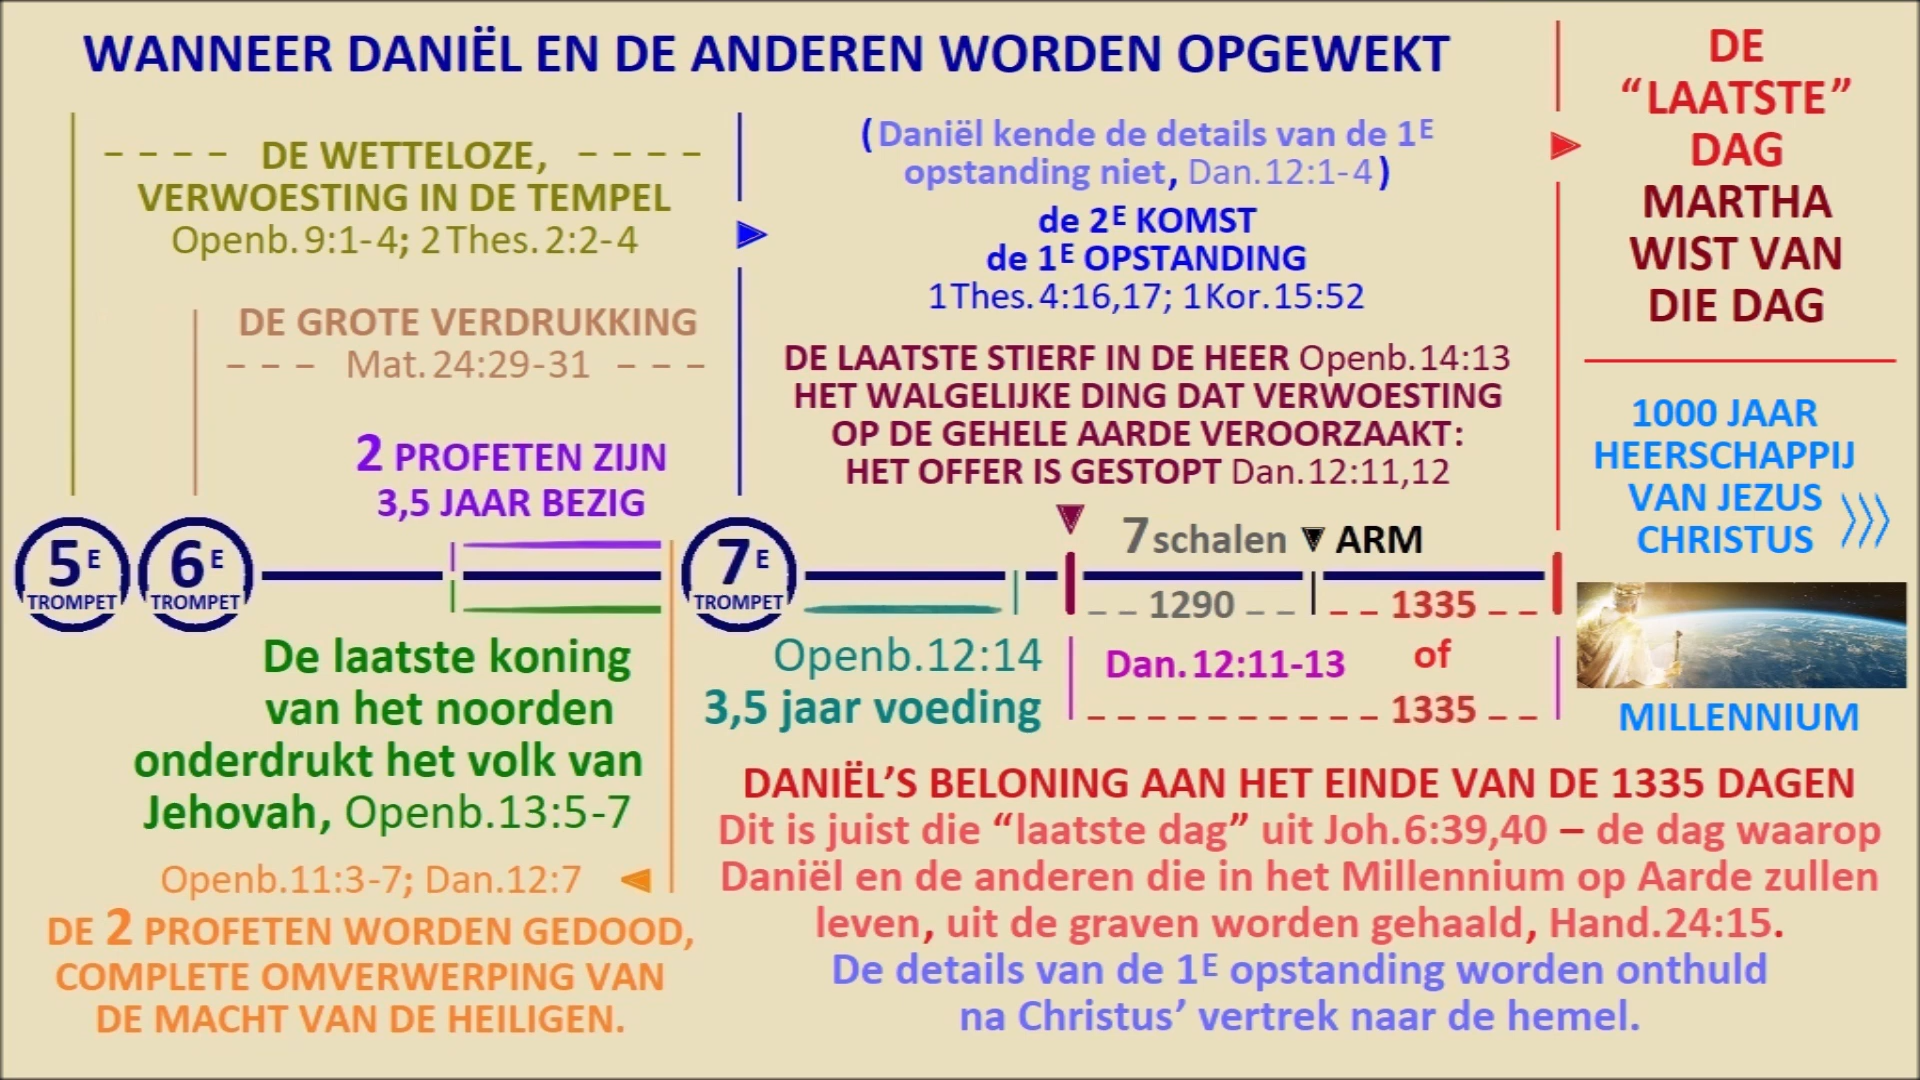 WANNEER DANIËL EN DE ANDEREN WORDEN OPGEWEKT
DE WETTELOZE,
VERWOESTING IN DE TEMPEL
Openb. 9:1-4; 2 Thes. 2:2-4
DE GROTE VERDRUKKING
Mat. 24:29-31
2 PROFETEN ZIJN
3,5 JAAR BEZIG
(Daniël kende de details van de 1E
opstanding niet, Dan. 12:1-4)
de 2E KOMST
de 1E OPSTANDING
1 Thes. 4:16,17; 1 Kor. 15:52
DE LAATSTE STIERF IN DE HEER Openb. 14:13
HET WALGELIJKE DING DAT VERWOESTING
OP DE GEHELE AARDE VEROORZAAKT:
HET OFFER IS GESTOPT Dan. 12:11,12
DE
“LAATSTE”
DAG
MARTHA
WIST VAN
DIE DAG
1000 JAAR
HEERSCHAPPIJ
VAN JEZUS
CHRISTUS
MILLENNIUM
5E
TROMPET
6E
TROMPET
7E
TROMPET
7 schalen
ARM
1290
1335
of
1335
Dan. 12:11-13
Openb. 12:14
3,5 jaar voeding
De laatste koning
van het noorden
onderdrukt het volk van
Jehovah, Openb. 13:5-7
Openb. 11:3-7; Dan. 12:7
DE 2 PROFETEN WORDEN GEDOOD,
COMPLETE OMVERWERPING VAN
DE MACHT VAN DE HEILIGEN.
DANIËL’S BELONING AAN HET EINDE VAN DE 1335 DAGEN
Dit is juist die “laatste dag” uit Joh. 6:39,40 – de dag waarop
Daniël en de anderen die in het Millennium op Aarde zullen
leven, uit de graven worden gehaald, Hand. 24:15.
De details van de 1E opstanding worden onthuld
na Christus’ vertrek naar de hemel.